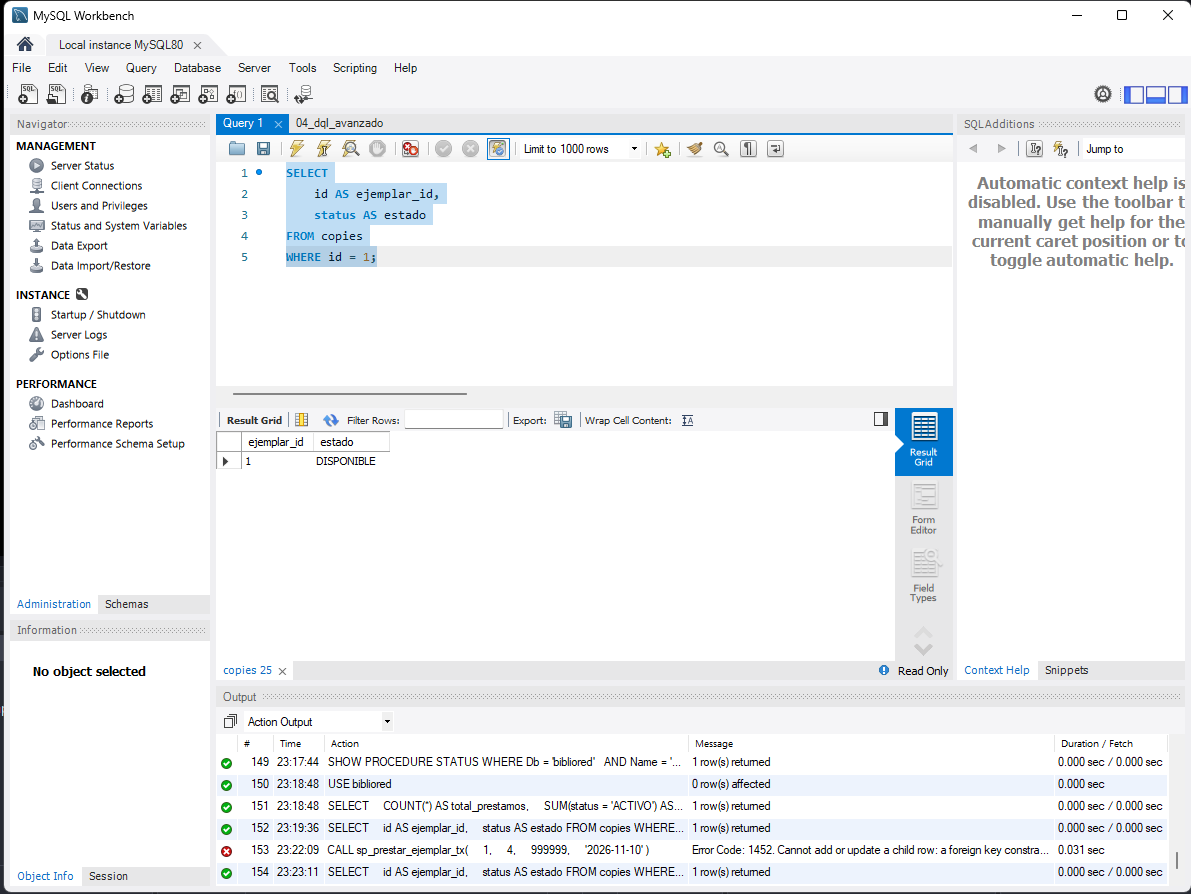 MySQL Workbench
Local instance MySQL80
File Edit View Query Database Server Tools Scripting Help
Navigator
MANAGEMENT
Server Status
Client Connections
Users and Privileges
Status and System Variables
Data Export
Data Import/Restore
INSTANCE
Startup / Shutdown
Server Logs
Options File
PERFORMANCE
Dashboard
Performance Reports
Performance Schema Setup
Administration Schemas
Information
No object selected
Object Info Session
Query 1 04_dql_avanzado
Limit to 1000 rows
1 SELECT
2 id AS ejemplar_id,
3 status AS estado
4 FROM copies
5 WHERE id = 1;
Result Grid Filter Rows: Export: Wrap Cell Content:
ejemplar_id estado
1 DISPONIBLE
Result Grid
Form Editor
Field Types
copies 25 Read Only
SQLAdditions
Jump to
Automatic context help is
disabled. Use the toolbar t
manually get help for the
current caret position or to
toggle automatic help.
Context Help Snippets
Output
Action Output
# Time Action Message Duration / Fetch
149 23:17:44 SHOW PROCEDURE STATUS WHERE Db = 'bibliored' AND Name = '... 1 row(s) returned 0.000 sec / 0.000 sec
150 23:18:48 USE bibliored 0 row(s) affected 0.000 sec
151 23:18:48 SELECT COUNT(*) AS total_prestamos, SUM(status = 'ACTIVO') AS... 1 row(s) returned 0.000 sec / 0.000 sec
152 23:19:36 SELECT id AS ejemplar_id, status AS estado FROM copies WHERE... 1 row(s) returned 0.000 sec / 0.000 sec
153 23:22:09 CALL sp_prestar_ejemplar_tx( 1, 4, 999999, '2026-11-10' ) Error Code: 1452. Cannot add or update a child row: a foreign key constra... 0.031 sec
154 23:23:11 SELECT id AS ejemplar_id, status AS estado FROM copies WHERE... 1 row(s) returned 0.000 sec / 0.000 sec